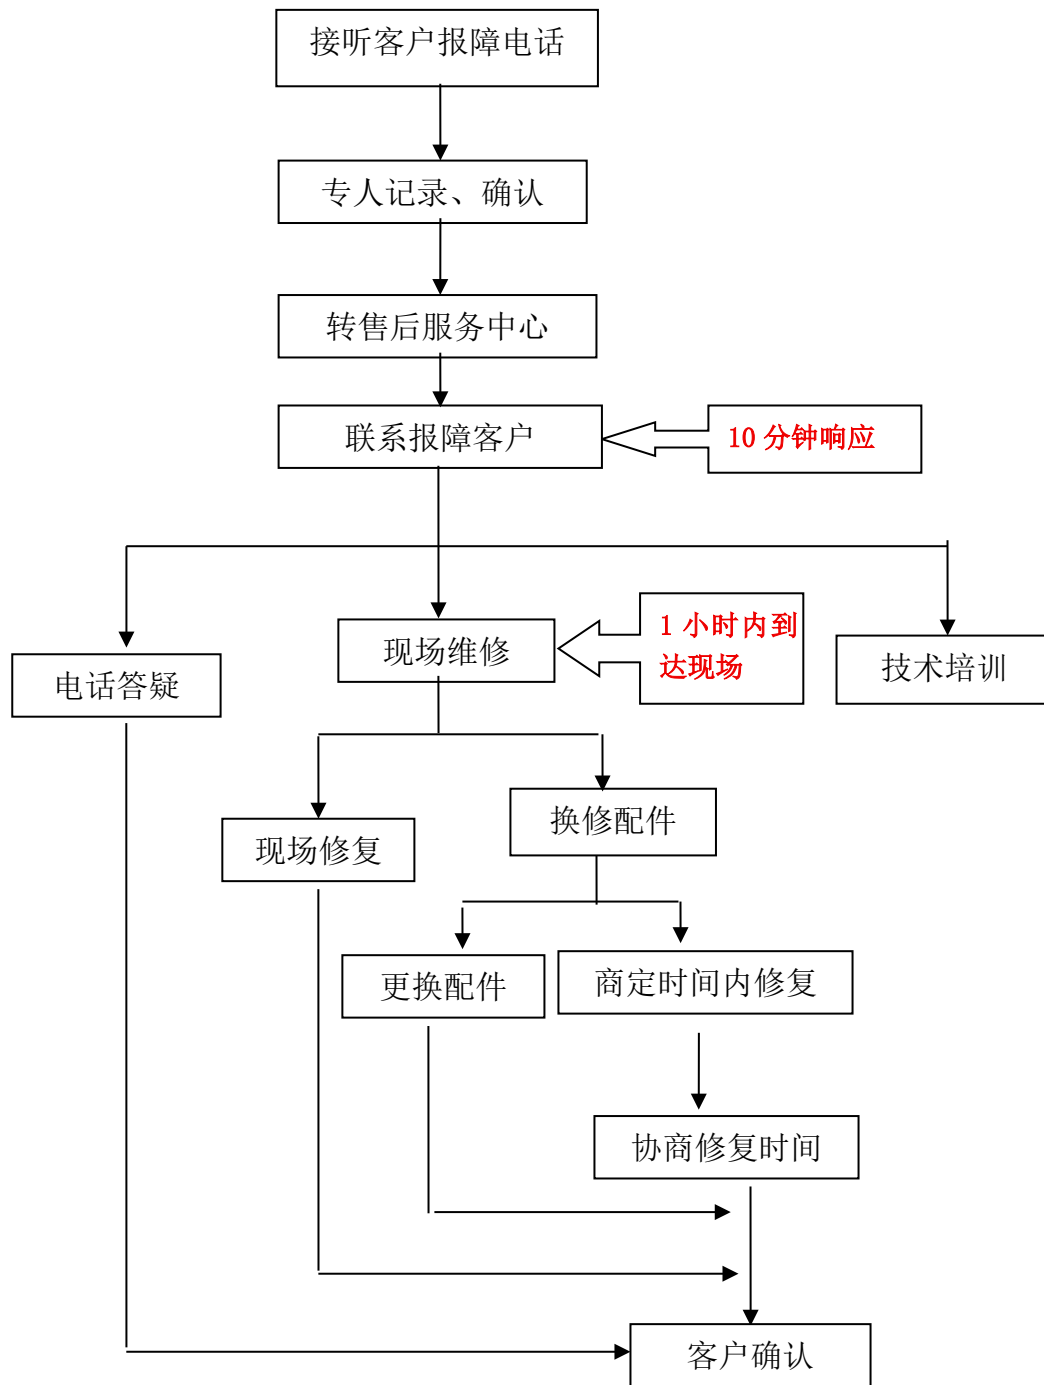 接听客户报障电话
专人记录、确认
转售后服务中心
联系报障客户
10 分钟响应
现场维修
1 小时内到
达现场
技术培训
电话答疑
换修配件
现场修复
更换配件
商定时间内修复
协商修复时间
客户确认